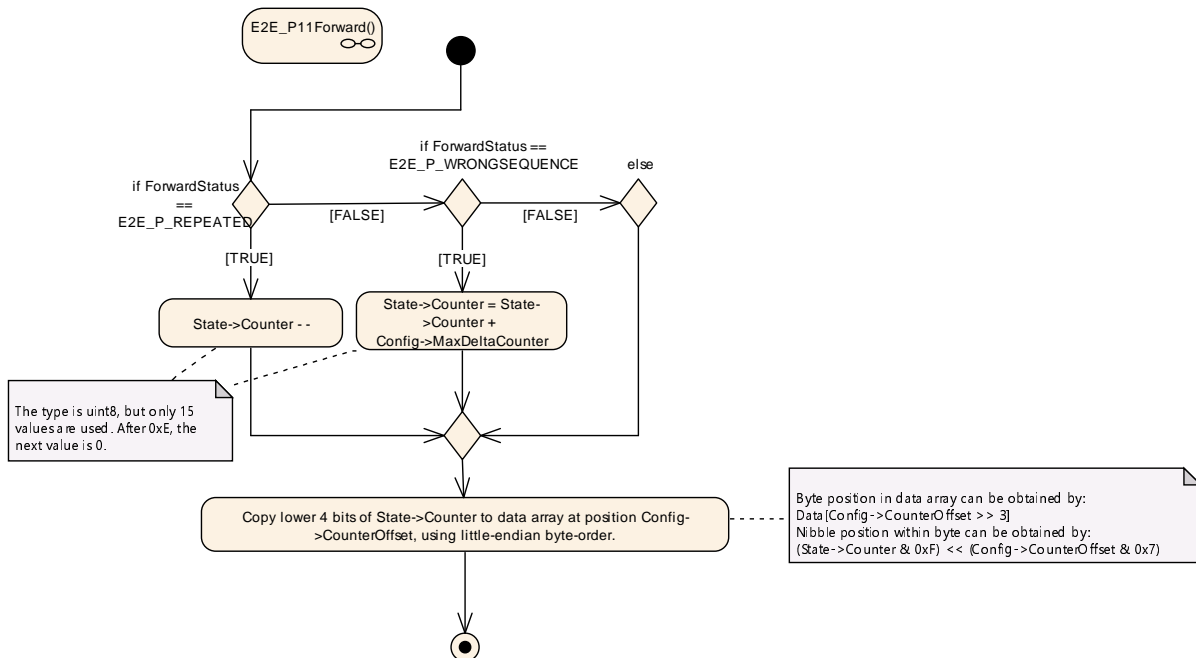 E2E_P11Forward()
if ForwardStatus ==
E2E_P_WRONGSEQUENCE
else
if ForwardStatus
==
E2E_P_REPEATED
[FALSE]
[FALSE]
[TRUE]
[TRUE]
State->Counter - -
State->Counter = State-
>Counter +
Config->MaxDeltaCounter
The type is uint8, but only 15
values are used. After 0xE, the
next value is 0.
Copy lower 4 bits of State->Counter to data array at position Config-
>CounterOffset, using little-endian byte-order.
Byte position in data array can be obtained by:
Data[Config->CounterOffset >> 3]
Nibble position within byte can be obtained by:
(State->Counter & 0xF) << (Config->CounterOffset & 0x7)